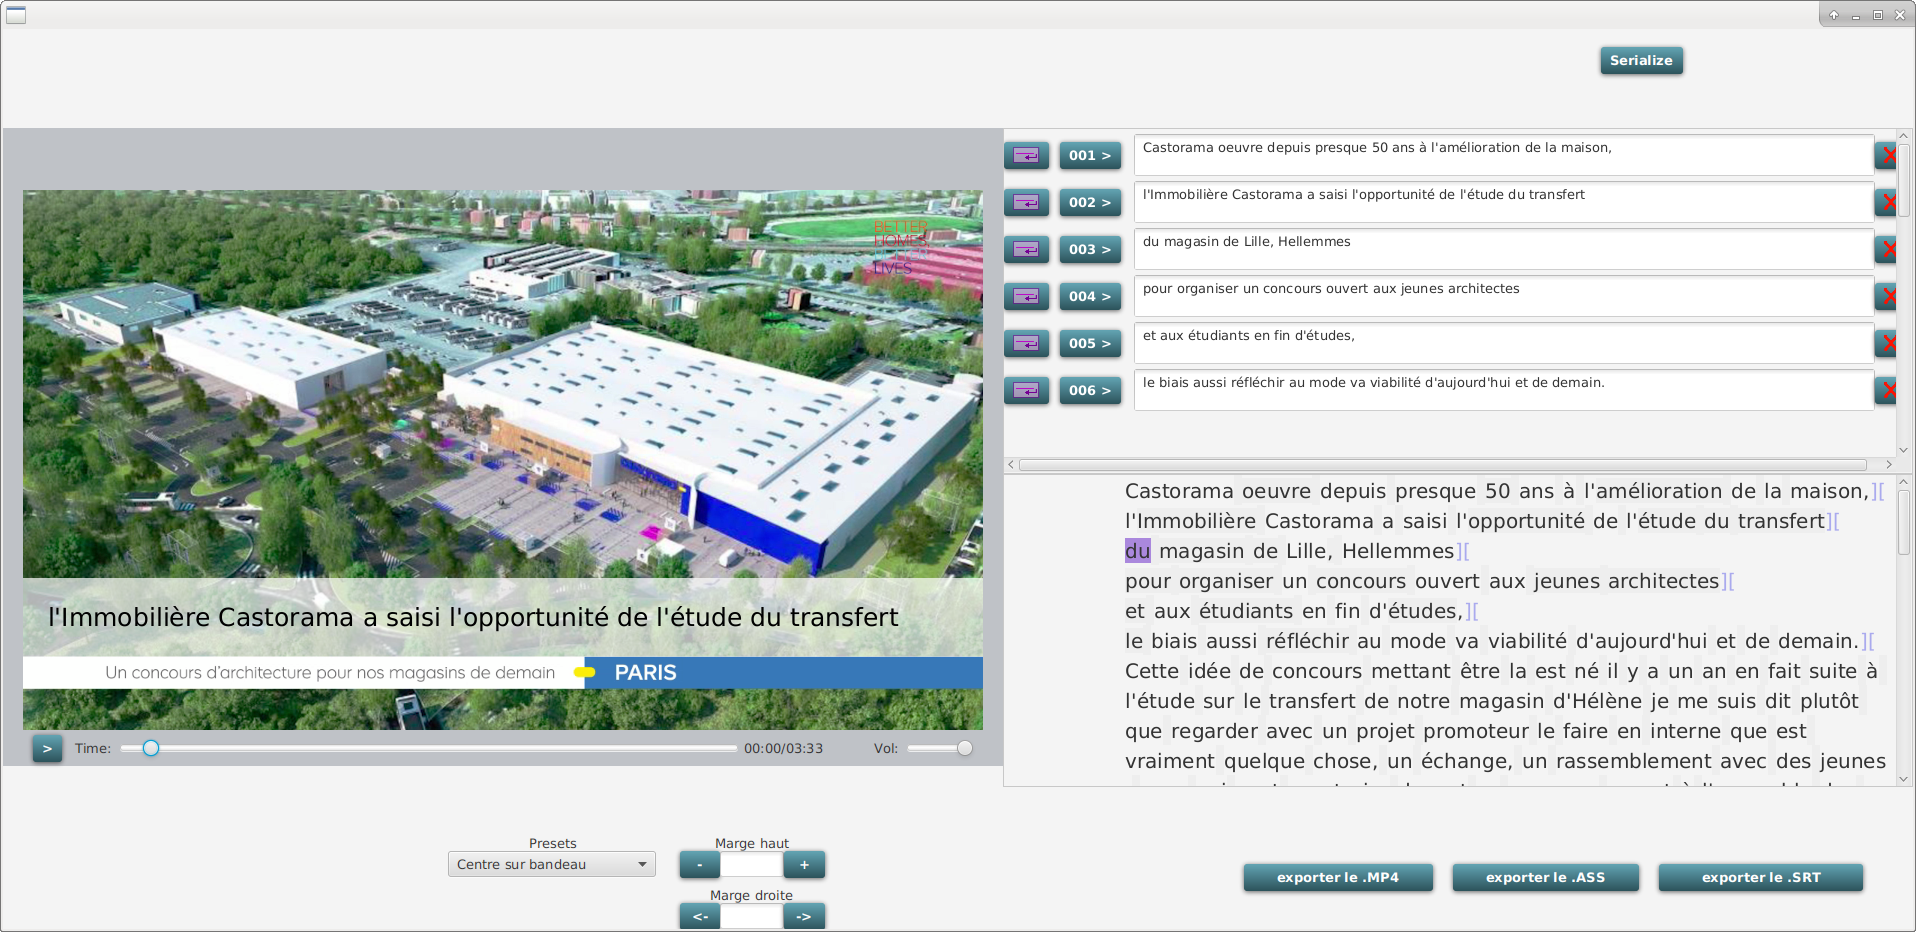 Serialize
BETTER
HOMES,
BETTER
LIVES
l'Immobilière Castorama a saisi l'opportunité de l'étude du transfert
Un concours d'architecture pour nos magasins de demain
PARIS
> Time: 00:00/03:33 Vol:
001 > Castorama oeuvre depuis presque 50 ans à l'amélioration de la maison,
002 > l'Immobilière Castorama a saisi l'opportunité de l'étude du transfert
003 > du magasin de Lille, Hellemmes
004 > pour organiser un concours ouvert aux jeunes architectes
005 > et aux étudiants en fin d'études,
006 > le biais aussi réfléchir au mode va viabilité d'aujourd'hui et de demain.
Castorama oeuvre depuis presque 50 ans à l'amélioration de la maison,][
l'Immobilière Castorama a saisi l'opportunité de l'étude du transfert][
du magasin de Lille, Hellemmes][
pour organiser un concours ouvert aux jeunes architectes][
et aux étudiants en fin d'études,][
le biais aussi réfléchir au mode va viabilité d'aujourd'hui et de demain.][
Cette idée de concours mettant être la est né il y a un an en fait suite à
l'étude sur le transfert de notre magasin d'Hélène je me suis dit plutôt
que regarder avec un projet promoteur le faire en interne que est
vraiment quelque chose, un échange, un rassemblement avec des jeunes
Presets
Centre sur bandeau
Marge haut
- +
Marge droite
<- ->
exporter le .MP4
exporter le .ASS
exporter le .SRT